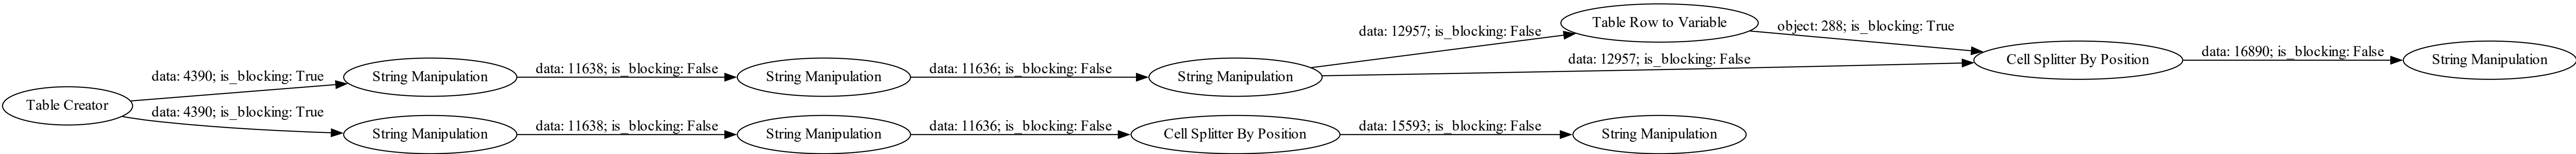 Table Row to Variable
data: 12957; is_blocking: False
object: 288; is_blocking: True
data: 4390; is_blocking: True
String Manipulation
data: 11638; is_blocking: False
String Manipulation
data: 11636; is_blocking: False
String Manipulation
data: 12957; is_blocking: False
Cell Splitter By Position
data: 16890; is_blocking: False
String Manipulation
Table Creator
data: 4390; is_blocking: True
String Manipulation
data: 11638; is_blocking: False
String Manipulation
data: 11636; is_blocking: False
Cell Splitter By Position
data: 15593; is_blocking: False
String Manipulation